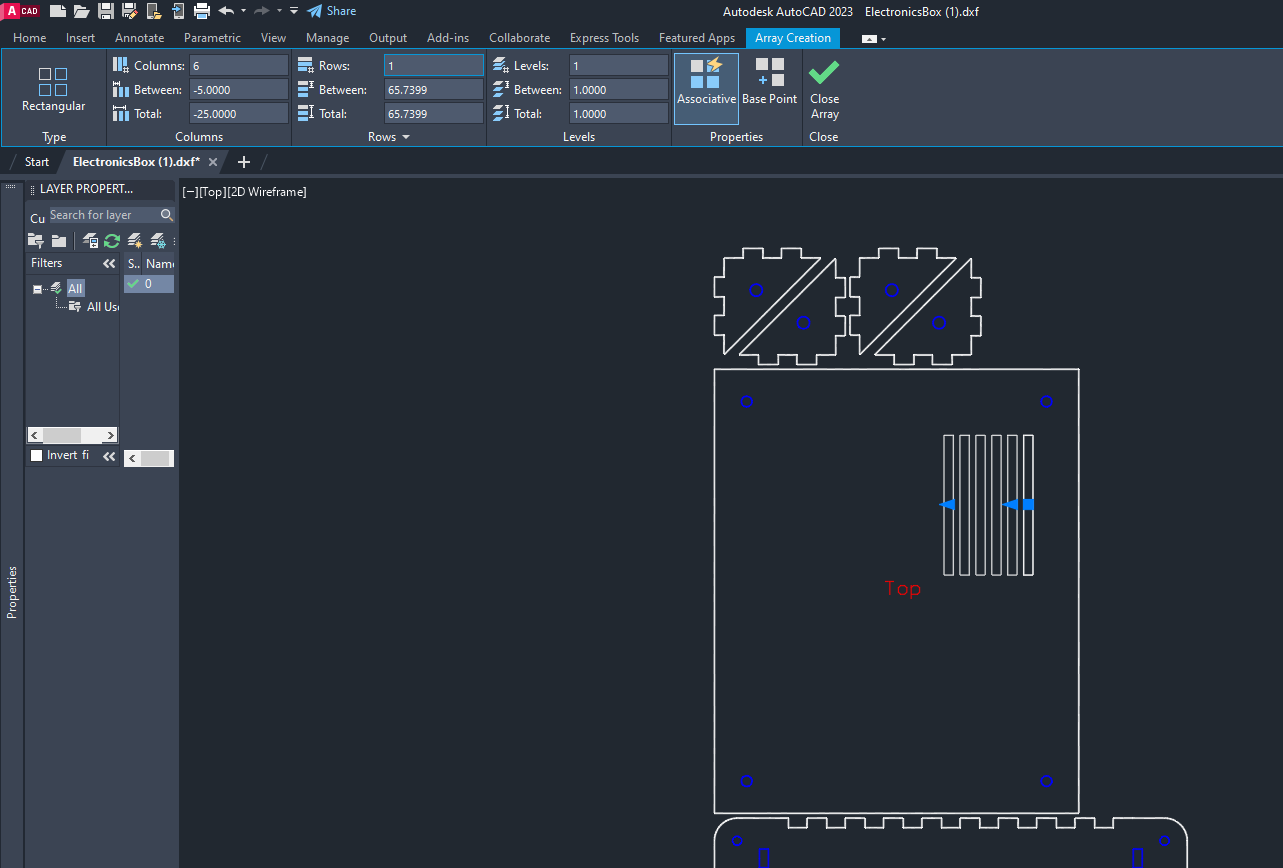 A CAD Share Autodesk AutoCAD 2023 ElectronicsBox (1).dxf
Home Insert Annotate Parametric View Manage Output Add-ins Collaborate Express Tools Featured Apps Array Creation
Columns: 6 Rows: 1 Levels: 1
Between: -5.0000 Between: 65.7399 Between: 1.0000
Rectangular Associative Base Point Close
Total: -25.0000 Total: 65.7399 Total: 1.0000 Array
Type Columns Rows Levels Properties Close
Start ElectronicsBox (1).dxf*
LAYER PROPERT... [−][Top][2D Wireframe]
Cu Search for layer
Filters S.. Name
All 0
All Use
Invert fi
Properties
Top